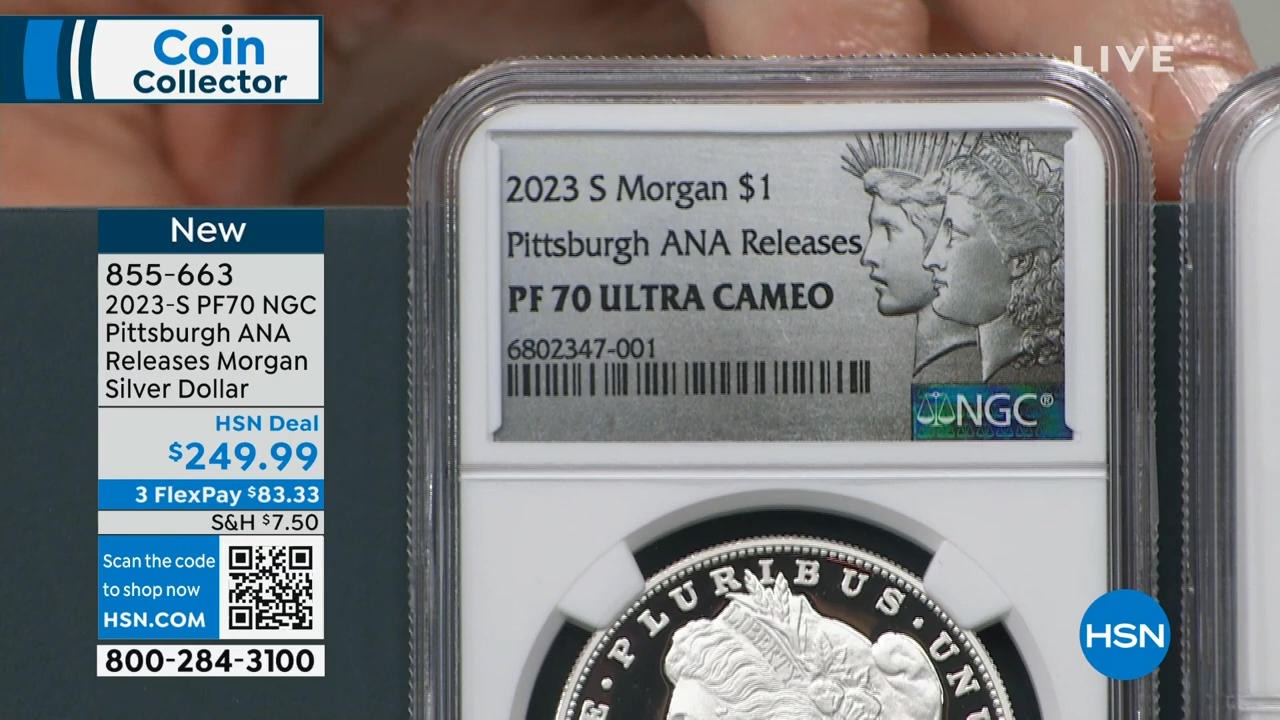 Coin
Collector
LIVE
New
855-663
2023-S PF70 NGC
Pittsburgh ANA
Releases Morgan
Silver Dollar
HSN Deal
$249.99
3 FlexPay $83.33
S&H $7.50
Scan the code
to shop now
HSN.COM
800-284-3100
2023 S Morgan $1
Pittsburgh ANA Releases
PF 70 ULTRA CAMEO
6802347-001
NGC®
E·PLURIBUS·UNU
HSN